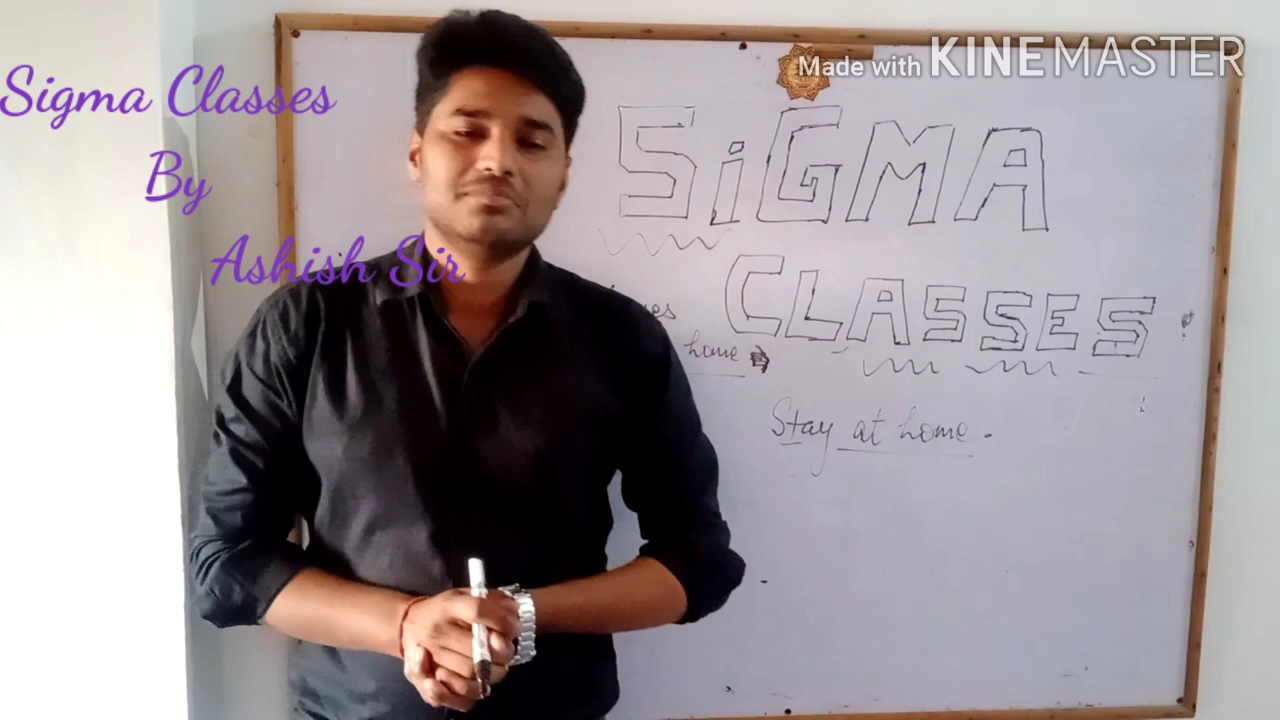 Made with KINEMASTER
Sigma Classes
By
Ashish Sir
SiGMA
CLASSES
home
Stay at home.